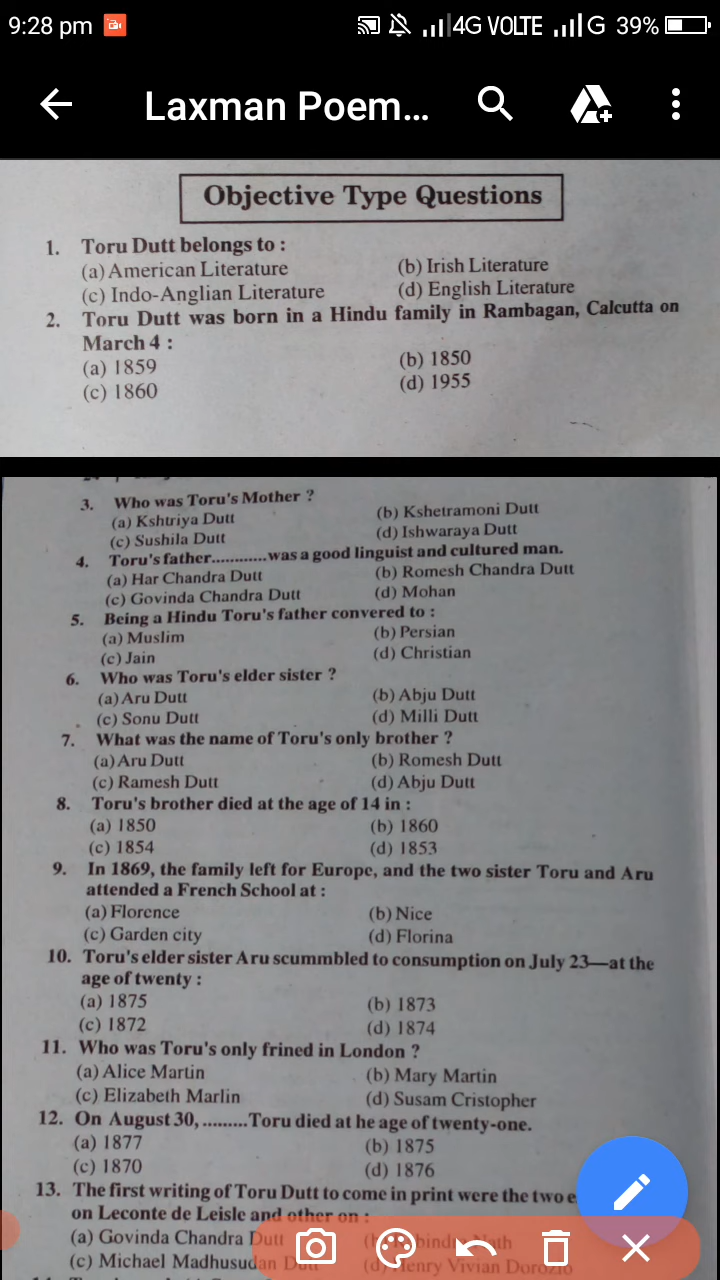 9:28 pm 4G VOLTE G 39%
Laxman Poem...
Objective Type Questions
1. Toru Dutt belongs to :
(a) American Literature (b) Irish Literature
(c) Indo-Anglian Literature (d) English Literature
2. Toru Dutt was born in a Hindu family in Rambagan, Calcutta on
March 4 :
(a) 1859 (b) 1850
(c) 1860 (d) 1955
3. Who was Toru's Mother ?
(a) Kshtriya Dutt (b) Kshetramoni Dutt
(c) Sushila Dutt (d) Ishwaraya Dutt
4. Toru's father............was a good linguist and cultured man.
(a) Har Chandra Dutt (b) Romesh Chandra Dutt
(c) Govinda Chandra Dutt (d) Mohan
5. Being a Hindu Toru's father convered to :
(a) Muslim (b) Persian
(c) Jain (d) Christian
6. Who was Toru's elder sister ?
(a) Aru Dutt (b) Abju Dutt
(c) Sonu Dutt (d) Milli Dutt
7. What was the name of Toru's only brother ?
(a) Aru Dutt (b) Romesh Dutt
(c) Ramesh Dutt (d) Abju Dutt
8. Toru's brother died at the age of 14 in :
(a) 1850 (b) 1860
(c) 1854 (d) 1853
9. In 1869, the family left for Europe, and the two sister Toru and Aru
attended a French School at :
(a) Florence (b) Nice
(c) Garden city (d) Florina
10. Toru's elder sister Aru scummbled to consumption on July 23—at the
age of twenty :
(a) 1875 (b) 1873
(c) 1872 (d) 1874
11. Who was Toru's only frined in London ?
(a) Alice Martin (b) Mary Martin
(c) Elizabeth Marlin (d) Susam Cristopher
12. On August 30, .........Toru died at he age of twenty-one.
(a) 1877 (b) 1875
(c) 1870 (d) 1876
13. The first writing of Toru Dutt to come in print were the two e
on Leconte de Leisle and other on :
(a) Govinda Chandra Dutt
(c) Michael Madhusudan Dutt (d) Henry Vivian Dorozio